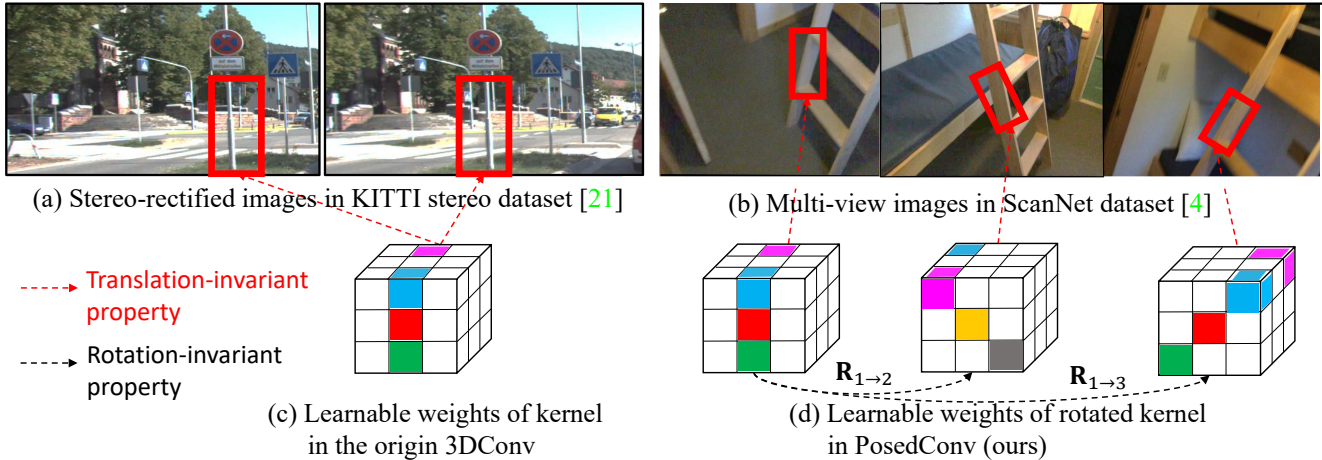 auf dem
(a) Stereo-rectified images in KITTI stereo dataset [21]
(b) Multi-view images in ScanNet dataset [4]
Translation-invariant
property
Rotation-invariant
property
(c) Learnable weights of kernel
in the origin 3DConv
R1→2
R1→3
(d) Learnable weights of rotated kernel
in PosedConv (ours)